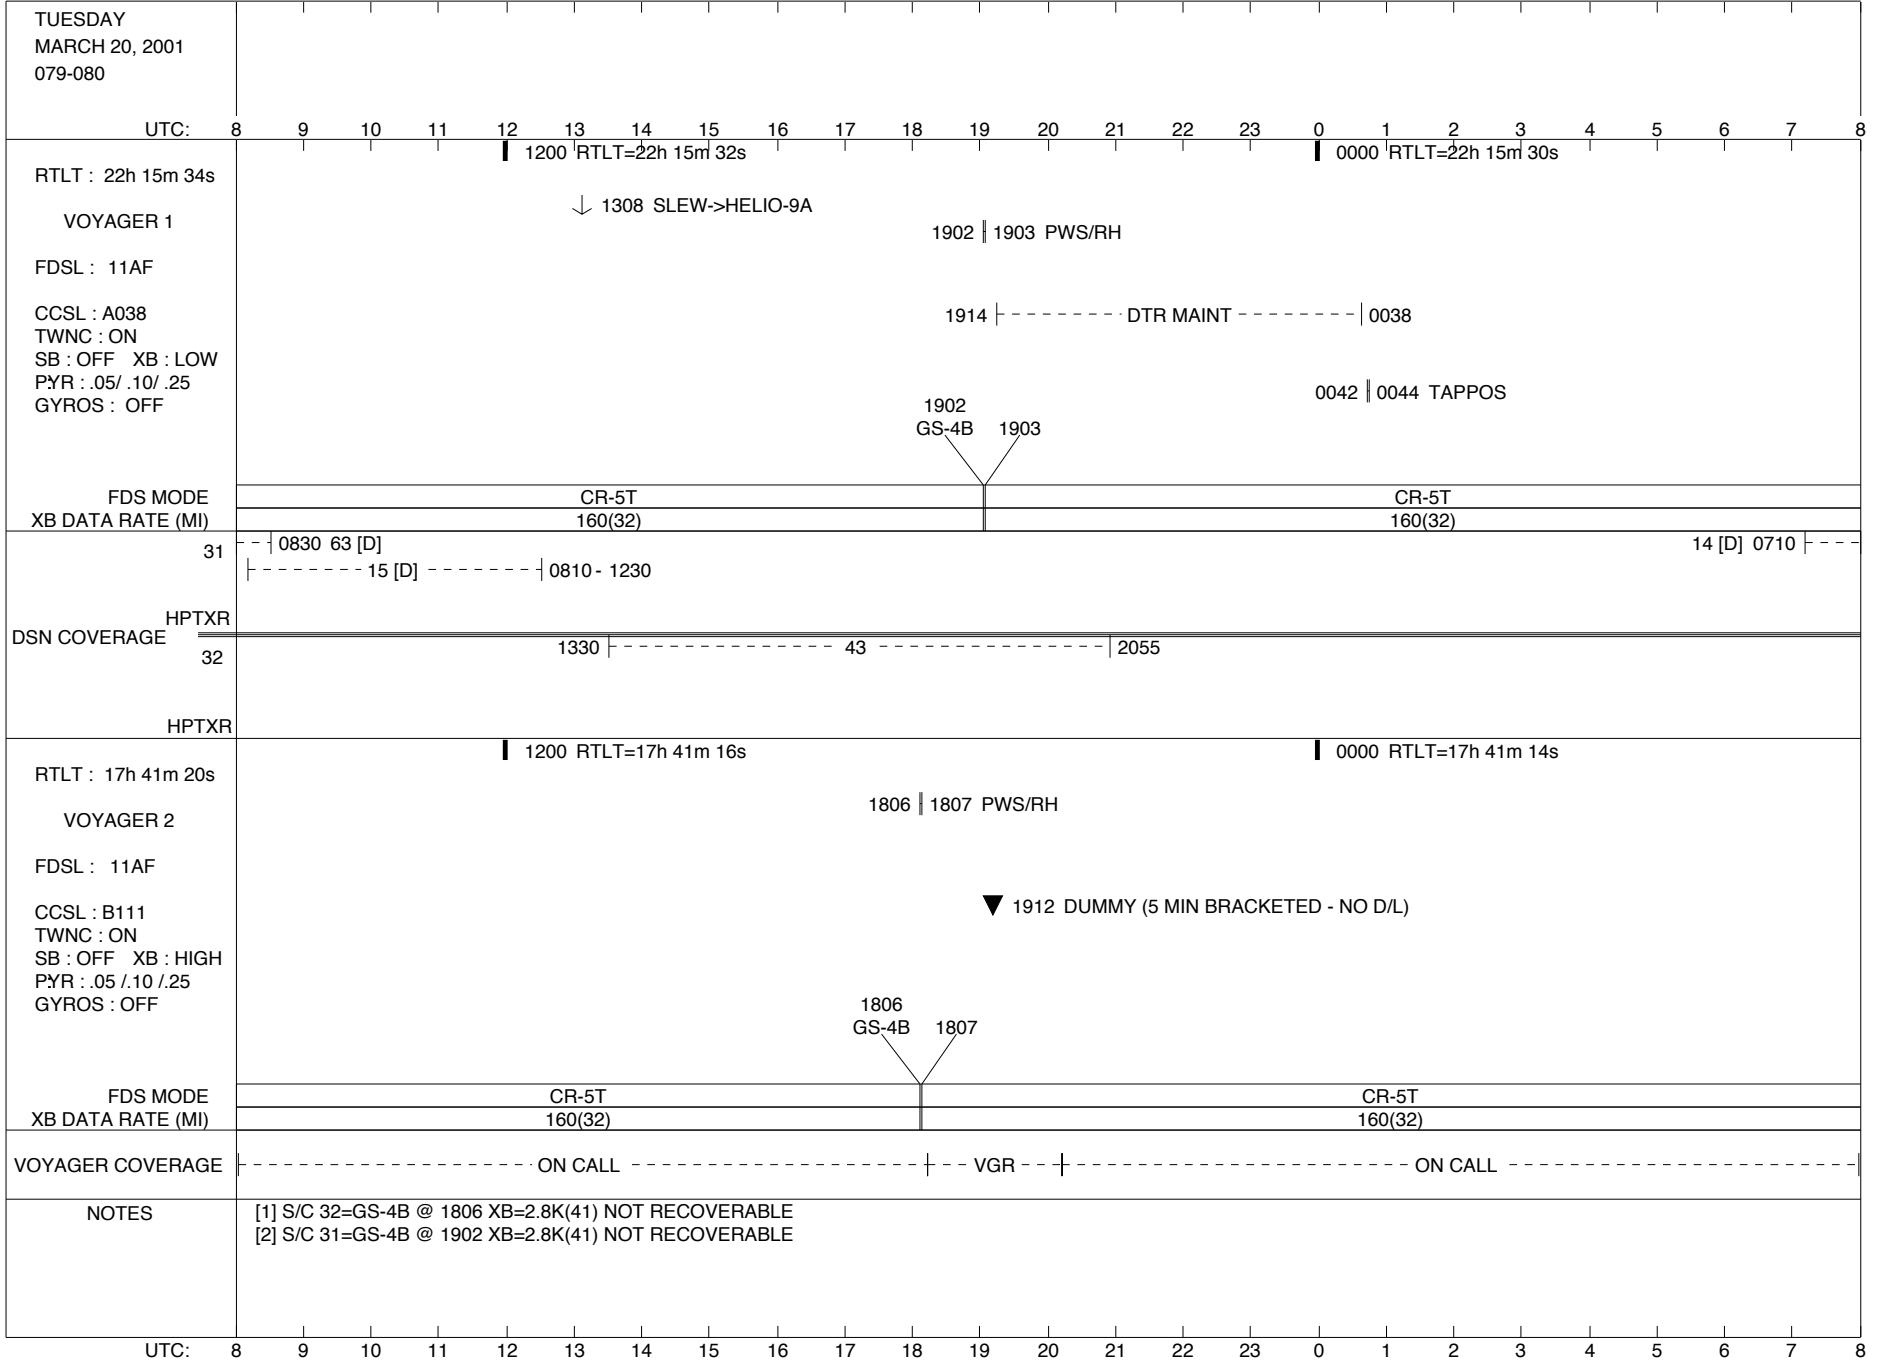 TUESDAY
MARCH 20, 2001
079-080
UTC: 8 9 10 11 12 13 14 15 16 17 18 19 20 21 22 23 0 1 2 3 4 5 6 7 8
1200 RTLT=22h 15m 32s 0000 RTLT=22h 15m 30s
RTLT : 22h 15m 34s
1308 SLEW->HELIO-9A
VOYAGER 1
1902 1903 PWS/RH
FDSL : 11AF
CCSL : A038
1914 DTR MAINT 0038
TWNC : ON
SB : OFF XB : LOW
P:YR : .05/ .10/ .25
0042 0044 TAPPOS
GYROS : OFF
1902
GS-4B 1903
FDS MODE CR-5T CR-5T
XB DATA RATE (MI) 160(32) 160(32)
31 0830 63 [D] 14 [D] 0710
15 [D] 0810 - 1230
HPTXR
DSN COVERAGE
32 1330 43 2055
HPTXR
1200 RTLT=17h 41m 16s 0000 RTLT=17h 41m 14s
RTLT : 17h 41m 20s
1806 1807 PWS/RH
VOYAGER 2
FDSL : 11AF
CCSL : B111
1912 DUMMY (5 MIN BRACKETED - NO D/L)
TWNC : ON
SB : OFF XB : HIGH
P:YR : .05 /.10 /.25
GYROS : OFF
1806
GS-4B 1807
FDS MODE CR-5T CR-5T
XB DATA RATE (MI) 160(32) 160(32)
VOYAGER COVERAGE ON CALL VGR ON CALL
NOTES [1] S/C 32=GS-4B @ 1806 XB=2.8K(41) NOT RECOVERABLE
[2] S/C 31=GS-4B @ 1902 XB=2.8K(41) NOT RECOVERABLE
UTC: 8 9 10 11 12 13 14 15 16 17 18 19 20 21 22 23 0 1 2 3 4 5 6 7 8